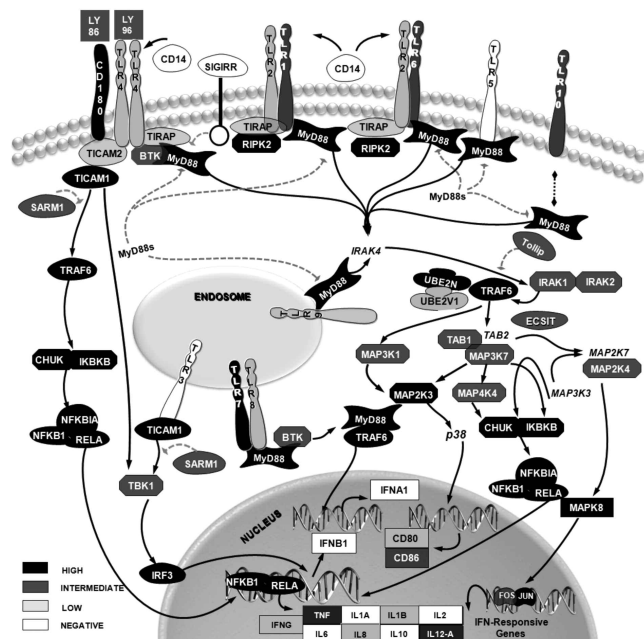 LY
86
LY
96
CD14
SIGIRR
CD14
CD180
TLR4
TLR4
TLR2
TLR1
TLR2
TLR6
TLR5
TLR10
TIRAP
TIRAP
TIRAP
TICAM2
BTK
MyD88
RIPK2
MyD88
RIPK2
MyD88
MyD88
TICAM1
SARM1
MyD88s
MyD88s
MyD88
Tollip
TRAF6
IRAK4
MyD88
ENDOSOME
TLR9
UBE2N
UBE2V1
TRAF6
IRAK1
IRAK2
ECSIT
TAB1
TAB2
MAP3K1
MAP3K7
MAP2K7
MAP2K4
CHUK
IKBKB
TLR3
TLR7
TLR8
MAP2K3
MAP4K4
MAP3K3
NFKBIA
NFKB1
RELA
TICAM1
BTK
MyD88
MyD88
TRAF6
p38
CHUK
IKBKB
SARM1
TBK1
NFKBIA
NFKB1
RELA
MAPK8
NUCLEUS
IFNA1
IFNB1
CD80
CD86
HIGH
INTERMEDIATE
LOW
NEGATIVE
IRF3
NFKB1
RELA
FOS
JUN
IFNG
TNF
IL1A
IL1B
IL2
IL6
IL8
IL10
IL12-A
IFN-Responsive
Genes